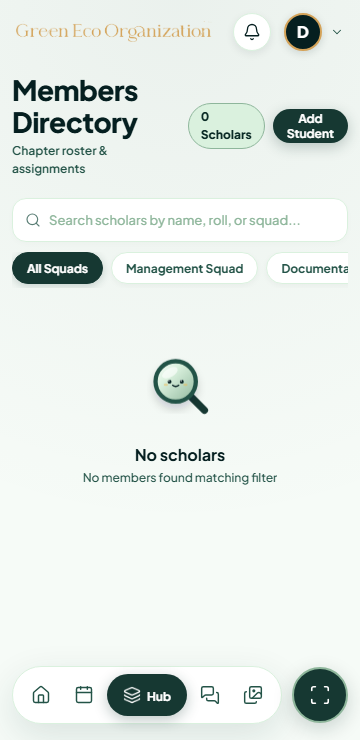 Green Eco Organization
D
Members
Directory
Chapter roster &
assignments
0
Scholars
Add
Student
Search scholars by name, roll, or squad...
All Squads
Management Squad
Documenta
No scholars
No members found matching filter
Hub